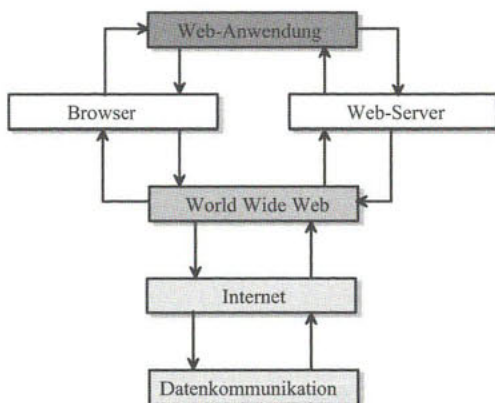 Web-Anwendung
Browser
Web-Server
World Wide Web
Internet
Datenkommunikation